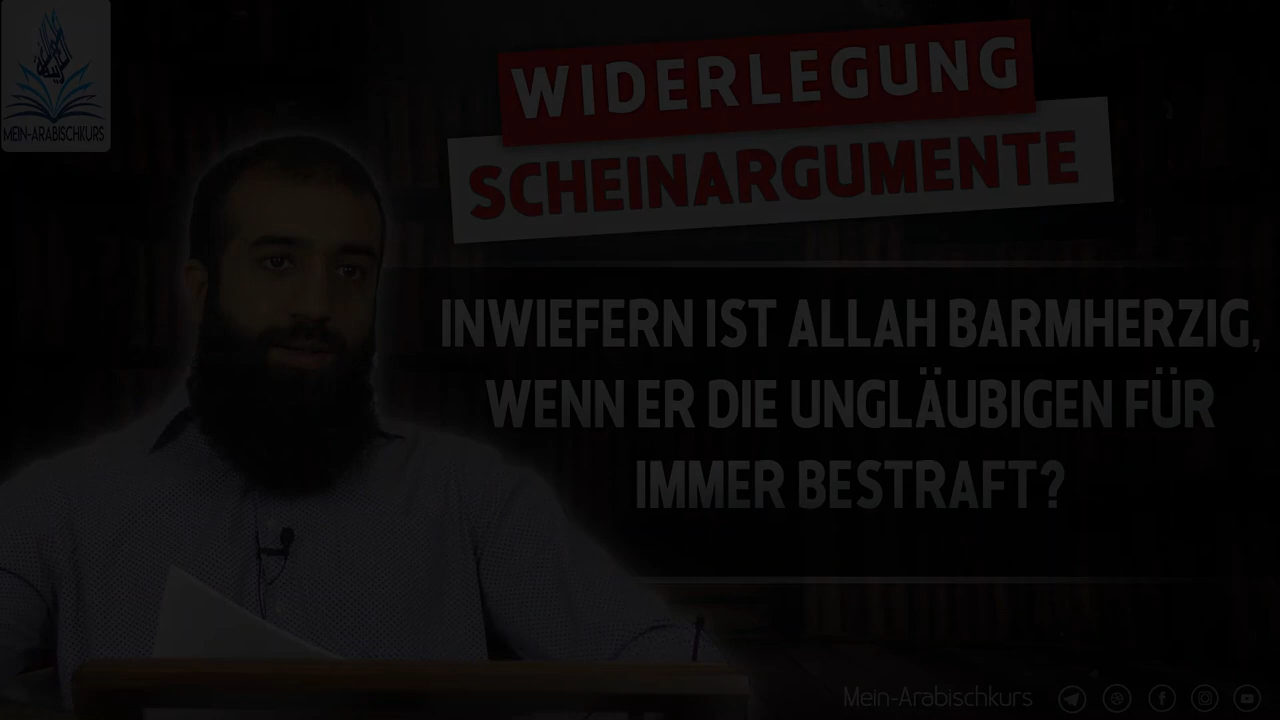 MEIN-ARABISCHKURS
WIDERLEGUNG
SCHEINARGUMENTE
INWIEFERN IST ALLAH BARMHERZIG,
WENN ER DIE UNGLÄUBIGEN FÜR
IMMER BESTRAFT?
Mein-Arabischkurs